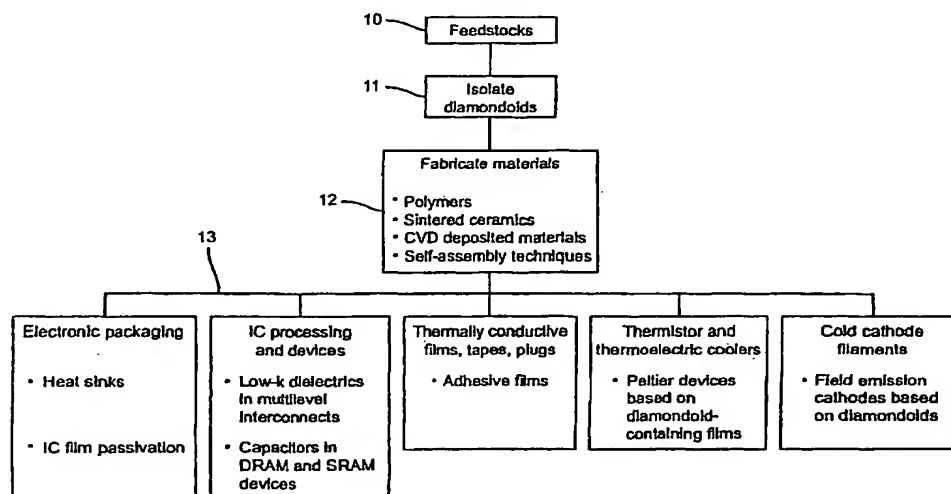 10
Feedstocks
11
Isolate
diamondoids
Fabricate materials
12
• Polymers
• Sintered ceramics
• CVD deposited materials
• Self-assembly techniques
13
Electronic packaging
• Heat sinks
• IC film passivation
IC processing
and devices
• Low-k dielectrics
in multilevel
interconnects
• Capacitors in
DRAM and SRAM
devices
Thermally conductive
films, tapes, plugs
• Adhesive films
Thermistor and
thermoelectric coolers
• Peltier devices
based on
diamondoid-
containing films
Cold cathode
filaments
• Field emission
cathodes based
on diamondoids